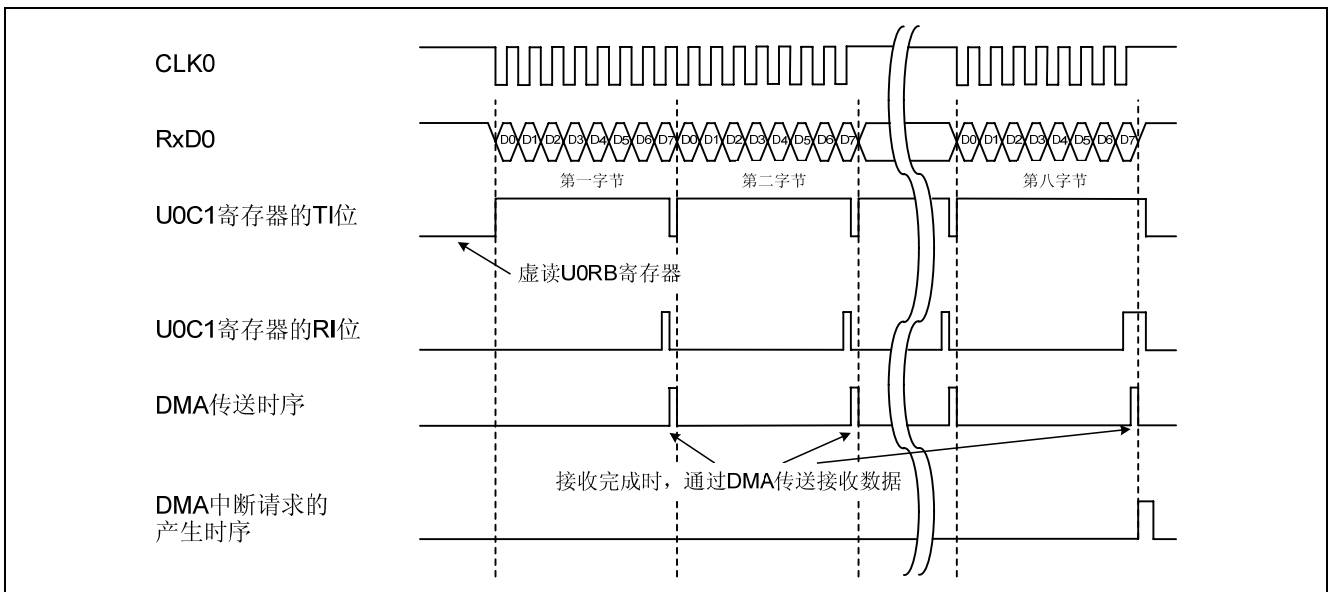 CLK0
RxD0
D0 D1 D2 D3 D4 D5 D6 D7 D0 D1 D2 D3 D4 D5 D6 D7 D0 D1 D2 D3 D4 D5 D6 D7
第一字节 第二字节 第八字节
U0C1寄存器的TI位
虚读U0RB寄存器
U0C1寄存器的RI位
DMA传送时序
接收完成时，通过DMA传送接收数据
DMA中断请求的
产生时序